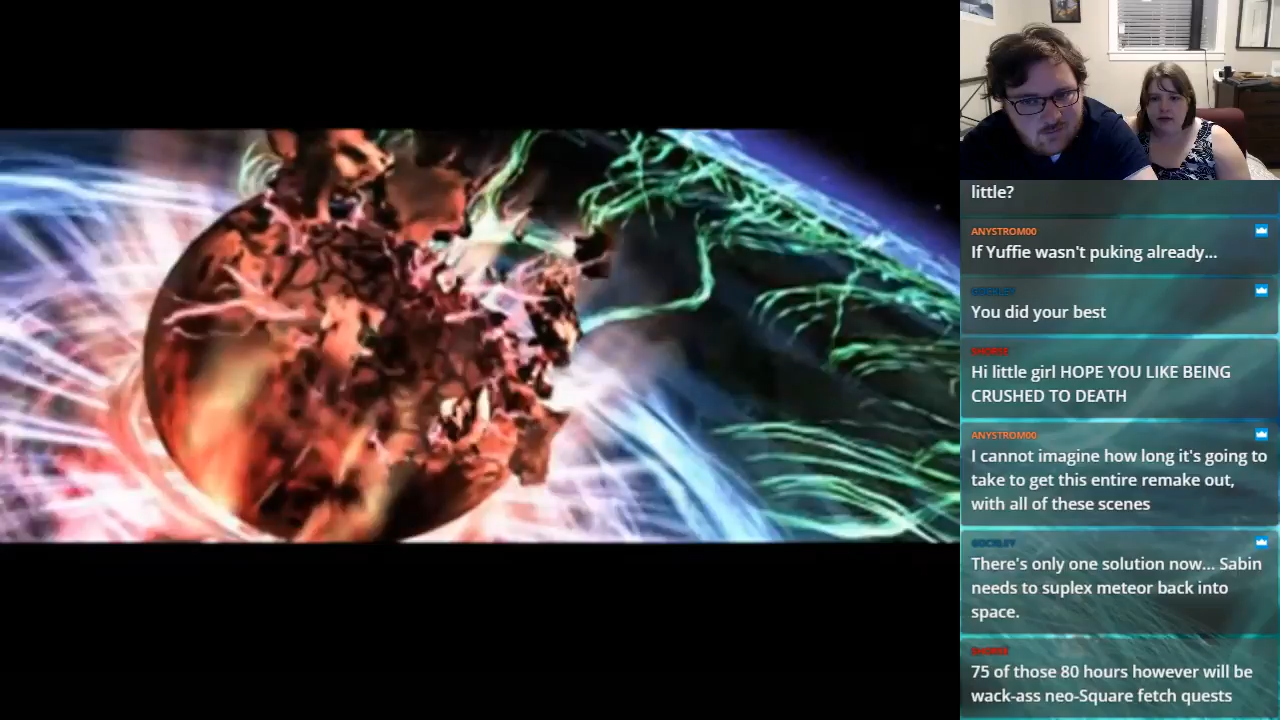 little?
ANYSTROM00
If Yuffie wasn't puking already...
You did your best
Hi little girl HOPE YOU LIKE BEING
CRUSHED TO DEATH
ANYSTROM00
I cannot imagine how long it's going to
take to get this entire remake out,
with all of these scenes
There's only one solution now... Sabin
needs to suplex meteor back into
space.
75 of those 80 hours however will be
wack-ass neo-Square fetch quests